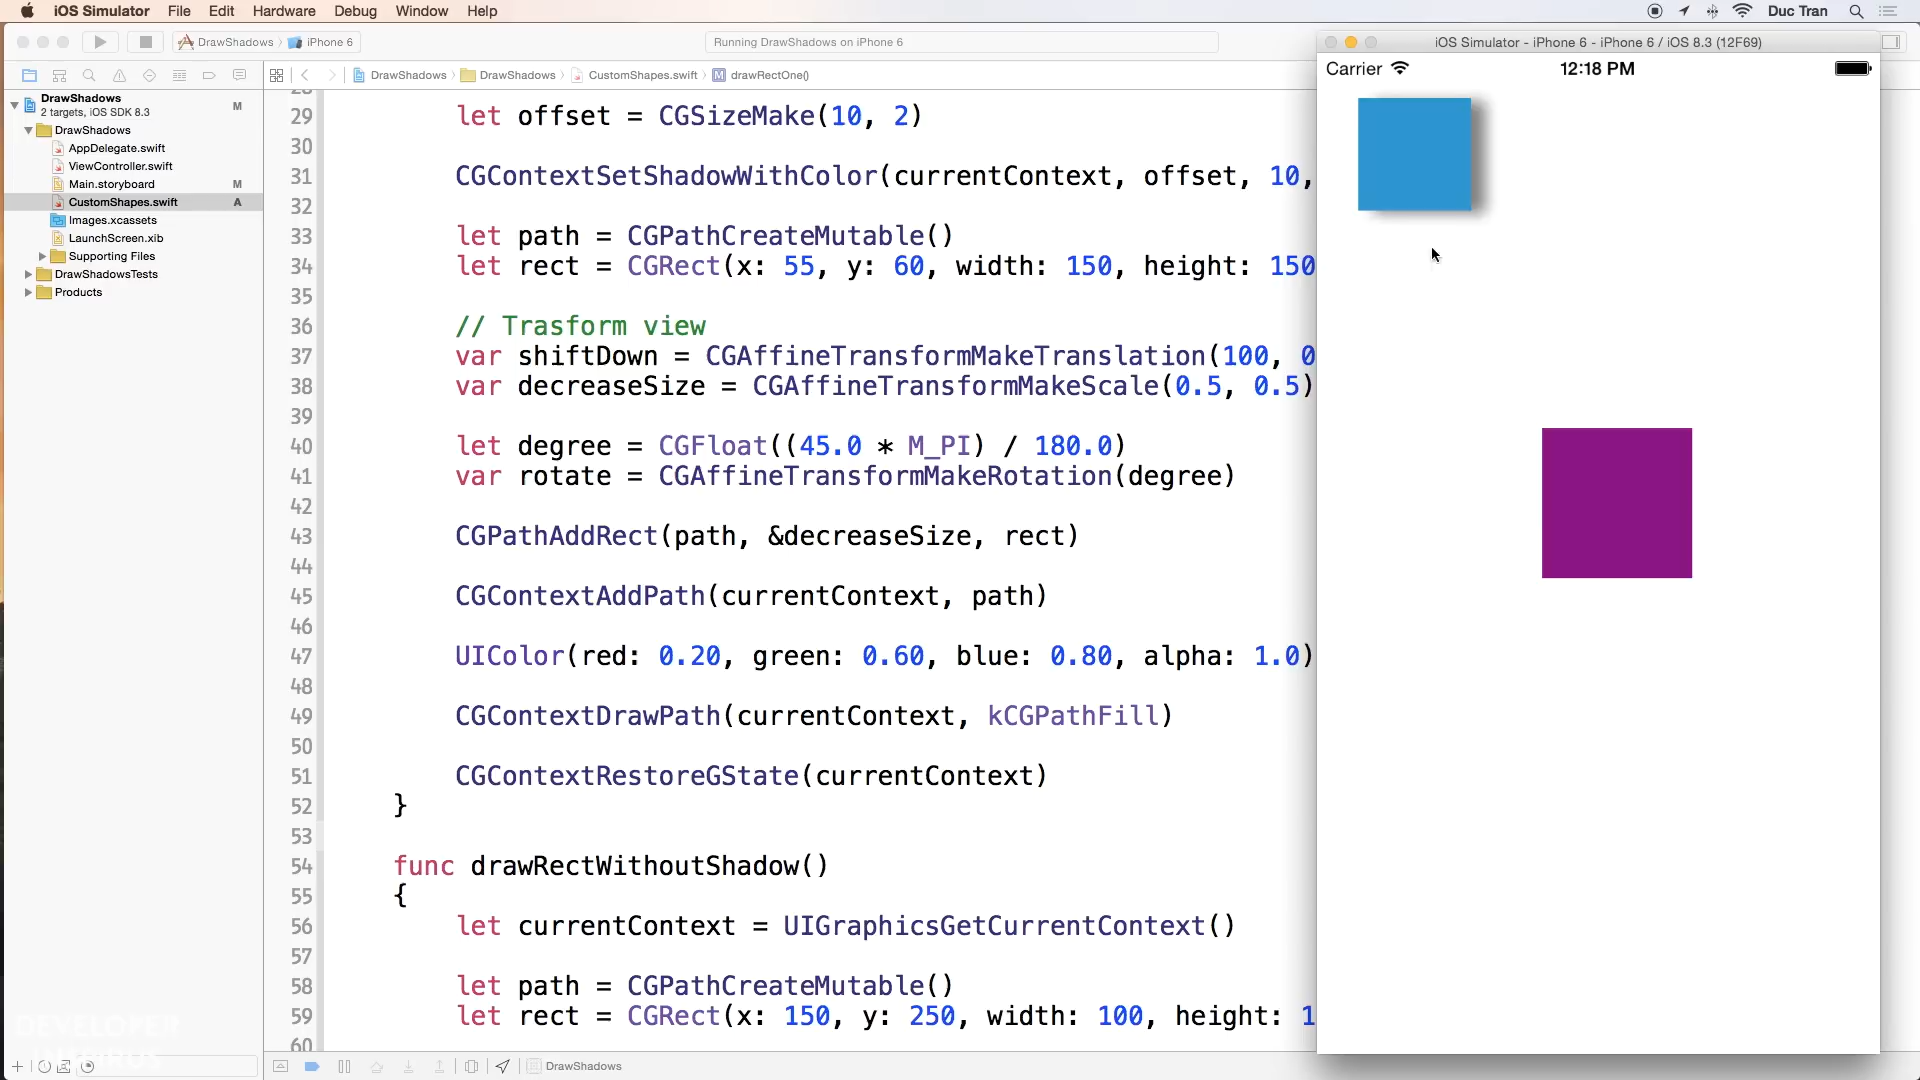 iOS Simulator File Edit Hardware Debug Window Help Duc Tran
DrawShadows iPhone 6 Running DrawShadows on iPhone 6
DrawShadows DrawShadows CustomShapes.swift M drawRectOne()
DrawShadows M
2 targets, iOS SDK 8.3
DrawShadows
AppDelegate.swift
ViewController.swift
Main.storyboard M
CustomShapes.swift A
Images.xcassets
LaunchScreen.xib
Supporting Files
DrawShadowsTests
Products
29 let offset = CGSizeMake(10, 2)
30
31 CGContextSetShadowWithColor(currentContext, offset, 10,
32
33 let path = CGPathCreateMutable()
34 let rect = CGRect(x: 55, y: 60, width: 150, height: 150
35
36 // Trasform view
37 var shiftDown = CGAffineTransformMakeTranslation(100, 0
38 var decreaseSize = CGAffineTransformMakeScale(0.5, 0.5)
39
40 let degree = CGFloat((45.0 * M_PI) / 180.0)
41 var rotate = CGAffineTransformMakeRotation(degree)
42
43 CGPathAddRect(path, &decreaseSize, rect)
44
45 CGContextAddPath(currentContext, path)
46
47 UIColor(red: 0.20, green: 0.60, blue: 0.80, alpha: 1.0)
48
49 CGContextDrawPath(currentContext, kCGPathFill)
50
51 CGContextRestoreGState(currentContext)
52 }
53
54 func drawRectWithoutShadow()
55 {
56 let currentContext = UIGraphicsGetCurrentContext()
57
58 let path = CGPathCreateMutable()
59 let rect = CGRect(x: 150, y: 250, width: 100, height: 1
60
DrawShadows
iOS Simulator - iPhone 6 - iPhone 6 / iOS 8.3 (12F69)
Carrier 12:18 PM
DEVELOPER